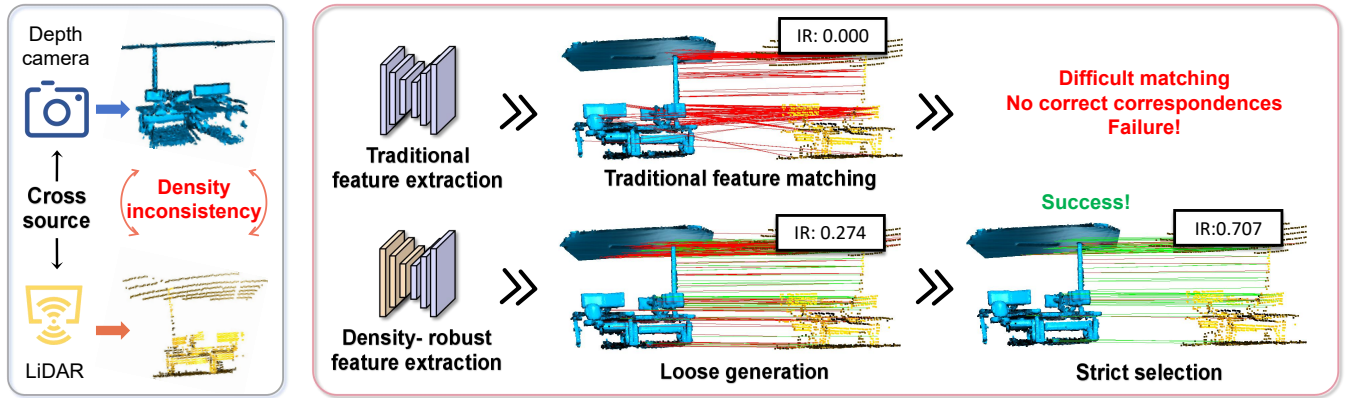 Depth
camera
Cross
source
Density
inconsistency
LiDAR
Traditional
feature extraction
IR: 0.000
Traditional feature matching
Difficult matching
No correct correspondences
Failure!
Density- robust
feature extraction
IR: 0.274
Loose generation
Success!
IR:0.707
Strict selection